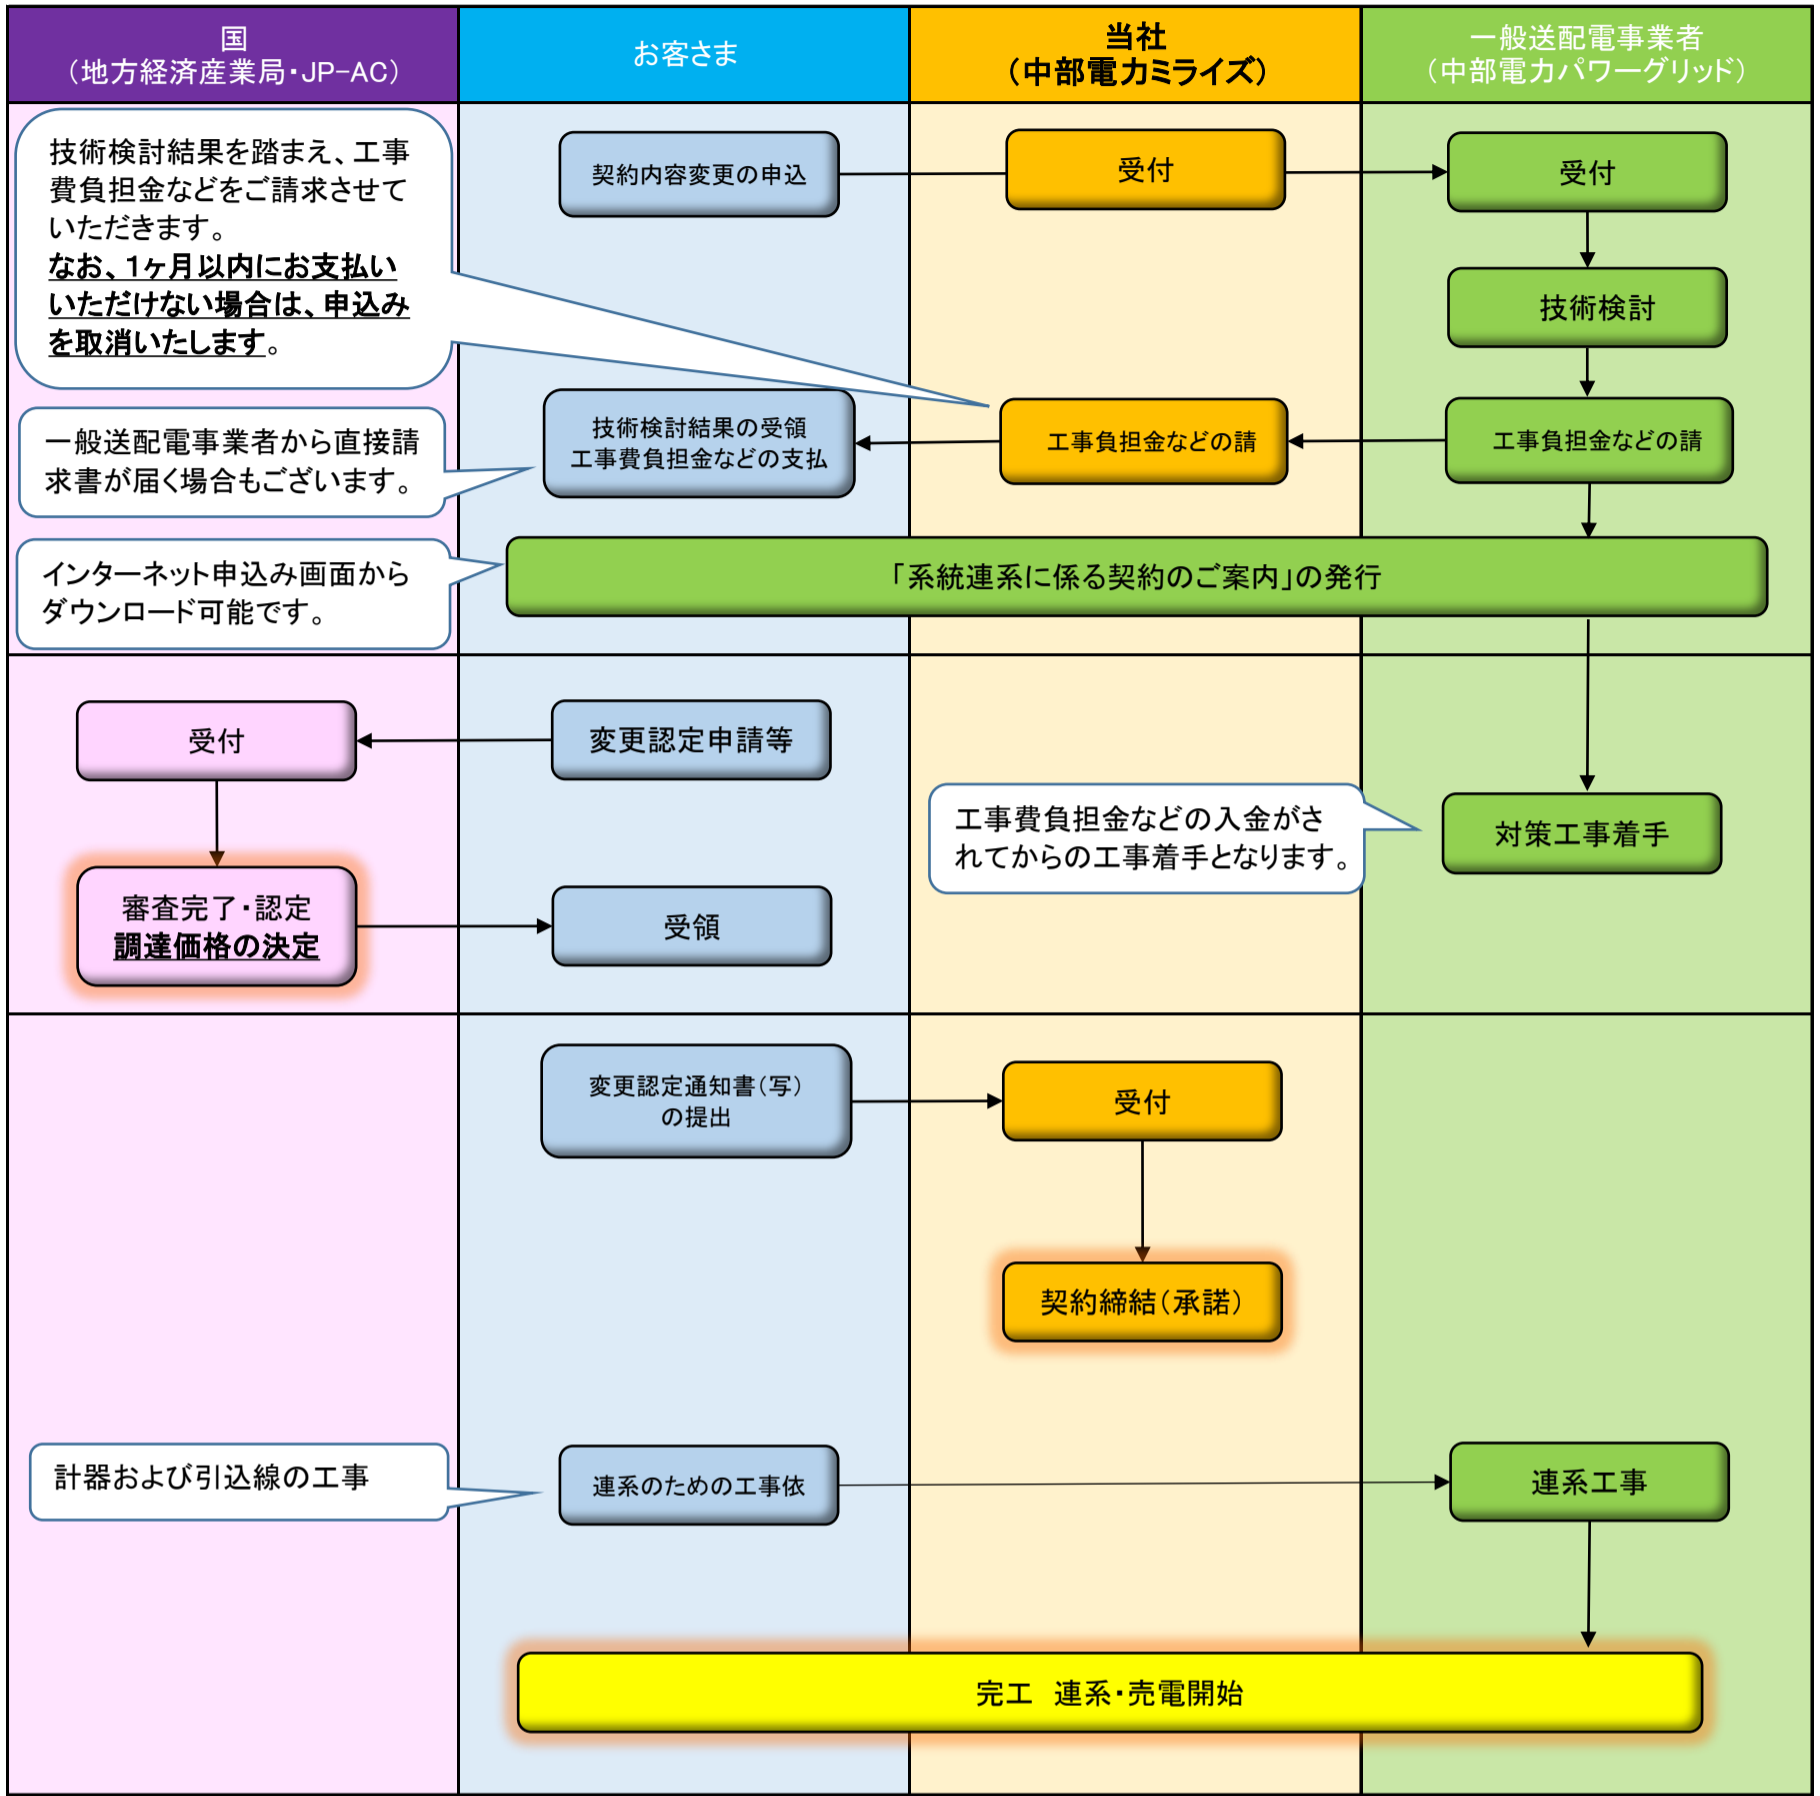 国
（地方経済産業局・JP-AC）
お客さま
当社
（中部電力ミライズ）
一般送配電事業者
（中部電力パワーグリッド）
技術検討結果を踏まえ、工事
費負担金などをご請求させて
いただきます。
なお、1ヶ月以内にお支払い
いただけない場合は、申込み
を取消いたします。
契約内容変更の申込
受付
受付
技術検討
一般送配電事業者から直接請
求書が届く場合もございます。
技術検討結果の受領
工事費負担金などの支払
工事負担金などの請
工事負担金などの請
インターネット申込み画面から
ダウンロード可能です。
「系統連系に係る契約のご案内」の発行
受付
変更認定申請等
工事費負担金などの入金がさ
れてからの工事着手となります。
対策工事着手
審査完了・認定
調達価格の決定
受領
変更認定通知書（写）
の提出
受付
契約締結（承諾）
計器および引込線の工事
連系のための工事依
連系工事
完工　連系・売電開始